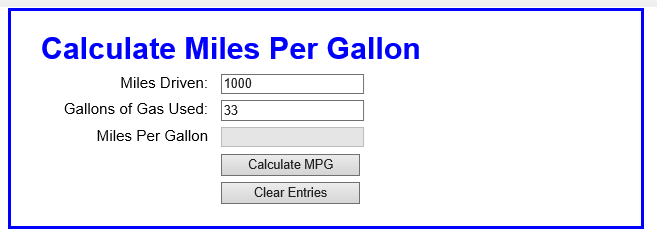 Calculate Miles Per Gallon
Miles Driven: 1000
Gallons of Gas Used: 33
Miles Per Gallon
Calculate MPG
Clear Entries